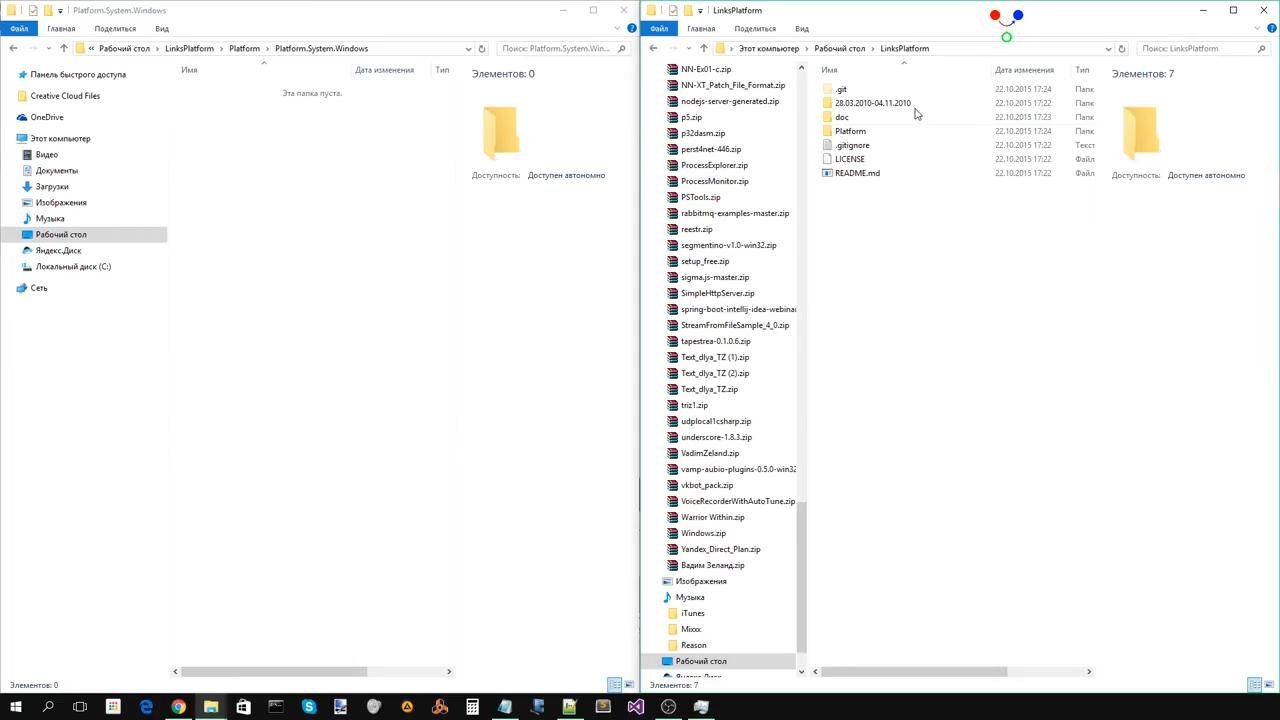 Platform.System.Windows
Файл
Главная
Поделиться
Вид
« Рабочий стол › LinksPlatform › Platform › Platform.System.Windows
Поиск: Platform.System.Win...
Панель быстрого доступа
Creative Cloud Files
OneDrive
Этот компьютер
Видео
Документы
Загрузки
Изображения
Музыка
Рабочий стол
Яндекс.Диск
Локальный диск (C:)
Сеть
Имя
Дата изменения
Тип
Эта папка пуста.
Элементов: 0
Доступность: Доступен автономно
Элементов: 0
LinksPlatform
Файл
Главная
Поделиться
Вид
Этот компьютер › Рабочий стол › LinksPlatform
Поиск: LinksPlatform
NN-Ex01-c.zip
NN-XT_Patch_File_Format.zip
nodejs-server-generated.zip
p5.zip
p32dasm.zip
perst4net-446.zip
ProcessExplorer.zip
ProcessMonitor.zip
PSTools.zip
rabbitmq-examples-master.zip
reestr.zip
segmentino-v1.0-win32.zip
setup_free.zip
sigma.js-master.zip
SimpleHttpServer.zip
spring-boot-intellij-idea-webinar
StreamFromFileSample_4_0.zip
tapestrea-0.1.0.6.zip
Text_dlya_TZ (1).zip
Text_dlya_TZ (2).zip
Text_dlya_TZ.zip
triz1.zip
udplocal1csharp.zip
underscore-1.8.3.zip
VadimZeland.zip
vamp-aubio-plugins-0.5.0-win32
vkbot_pack.zip
VoiceRecorderWithAutoTune.zip
Warrior Within.zip
Windows.zip
Yandex_Direct_Plan.zip
Вадим Зеланд.zip
Изображения
Музыка
iTunes
Mixxx
Reason
Рабочий стол
Яндекс.Диск
Имя
Дата изменения
Тип
.git 22.10.2015 17:24 Папк
28.03.2010-04.11.2010 22.10.2015 17:22 Папк
doc 22.10.2015 17:23 Папк
Platform 22.10.2015 17:24 Папк
.gitignore 22.10.2015 17:22 Текст
LICENSE 22.10.2015 17:22 Файл
README.md 22.10.2015 17:22 Файл
Элементов: 7
Доступность: Доступен автономно
Элементов: 7